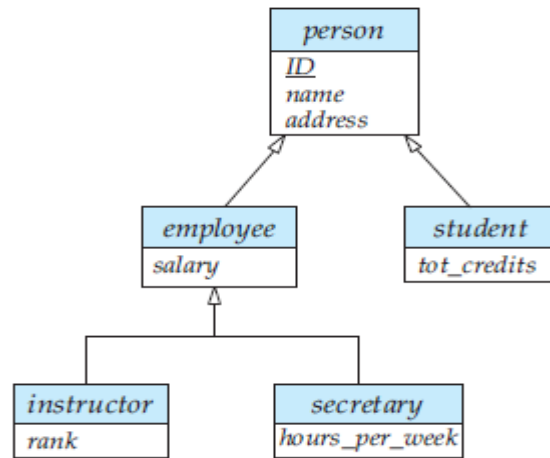 person
ID
name
address
employee
salary
student
tot_credits
instructor
rank
secretary
hours_per_week